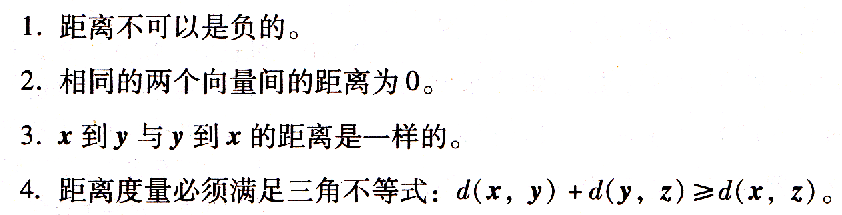 1. 距离不可以是负的。
2. 相同的两个向量间的距离为0。
3. x到y与y到x的距离是一样的。
4. 距离度量必须满足三角不等式：d(x，y)+d(y，z)≥d(x，z)。